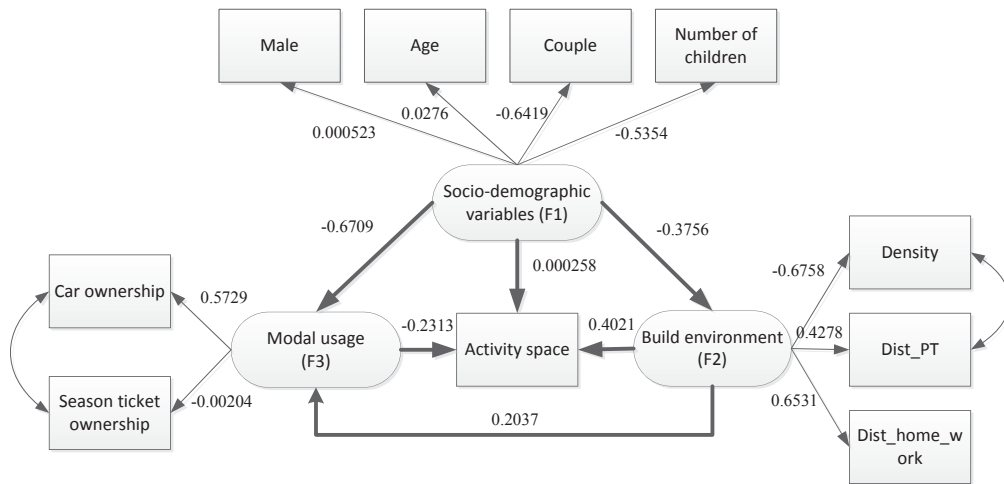 Male
Age
Couple
Number of
children
0.000523
0.0276
-0.6419
-0.5354
Socio-demographic
variables (F1)
-0.6709
0.000258
-0.3756
Car ownership
Season ticket
ownership
0.5729
-0.00204
Modal usage
(F3)
-0.2313
Activity space
0.4021
Build environment
(F2)
0.2037
-0.6758
0.4278
0.6531
Density
Dist_PT
Dist_home_w
ork